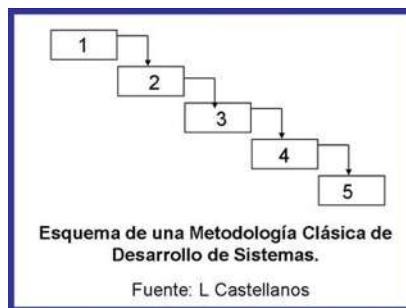 1
2
3
4
5
Esquema de una Metodología Clásica de
Desarrollo de Sistemas.
Fuente: L Castellanos